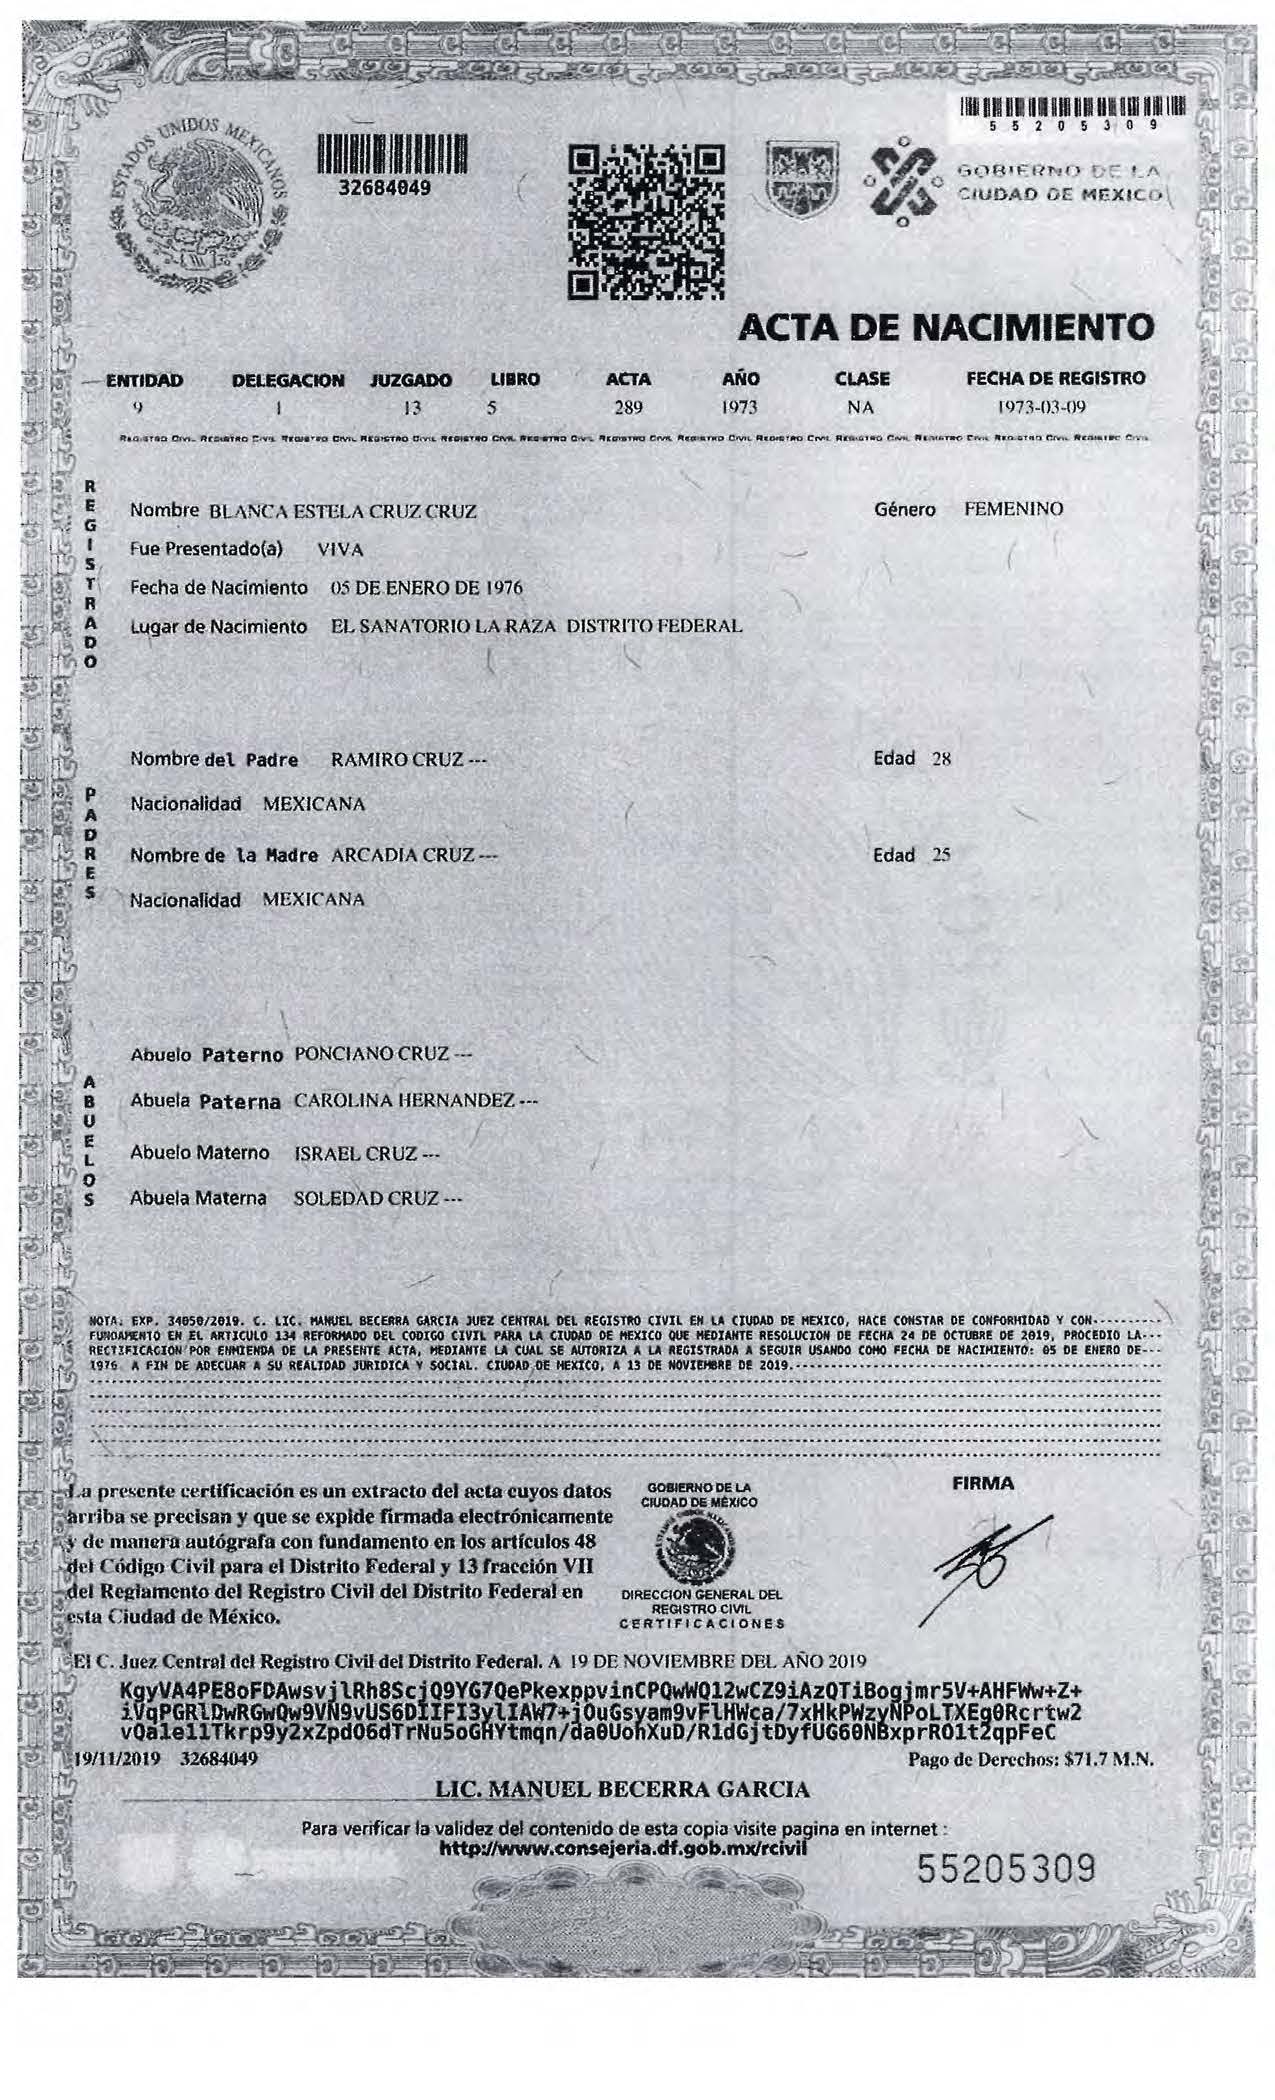 ESTADOS UNIDOS MEXICANOS
32684049
55205309
GOBIERNO DE LA
CIUDAD DE MEXICO
ACTA DE NACIMIENTO
ENTIDAD DELEGACION JUZGADO LIBRO ACTA AÑO CLASE FECHA DE REGISTRO
9 1 13 5 289 1973 NA 1973-03-09
REGISTRO CIVIL REGISTRO CIVIL REGISTRO CIVIL REGISTRO CIVIL REGISTRO CIVIL REGISTRO CIVIL REGISTRO CIVIL REGISTRO CIVIL REGISTRO CIVIL REGISTRO CIVIL REGISTRO CIVIL REGISTRO CIVIL REGISTRO CIVIL
REGISTRADO
Nombre BLANCA ESTELA CRUZ CRUZ Género FEMENINO
Fue Presentado(a) VIVA
Fecha de Nacimiento 05 DE ENERO DE 1976
Lugar de Nacimiento EL SANATORIO LA RAZA DISTRITO FEDERAL
PADRES
Nombre del Padre RAMIRO CRUZ --- Edad 28
Nacionalidad MEXICANA
Nombre de la Madre ARCADIA CRUZ --- Edad 25
Nacionalidad MEXICANA
ABUELOS
Abuelo Paterno PONCIANO CRUZ ---
Abuela Paterna CAROLINA HERNANDEZ ---
Abuelo Materno ISRAEL CRUZ ---
Abuela Materna SOLEDAD CRUZ ---
NOTA. EXP. 34050/2019. C. LIC. MANUEL BECERRA GARCIA JUEZ CENTRAL DEL REGISTRO CIVIL EN LA CIUDAD DE MEXICO, HACE CONSTAR DE CONFORMIDAD Y CON----------
FUNDAMENTO EN EL ARTICULO 134 REFORMADO DEL CODIGO CIVIL PARA LA CIUDAD DE MEXICO QUE MEDIANTE RESOLUCION DE FECHA 24 DE OCTUBRE DE 2019, PROCEDIO LA---
RECTIFICACION POR ENMIENDA DE LA PRESENTE ACTA, MEDIANTE LA CUAL SE AUTORIZA A LA REGISTRADA A SEGUIR USANDO COMO FECHA DE NACIMIENTO: 05 DE ENERO DE---
1976 A FIN DE ADECUAR A SU REALIDAD JURIDICA Y SOCIAL. CIUDAD DE MEXICO, A 13 DE NOVIEMBRE DE 2019.
La presente certificación es un extracto del acta cuyos datos
arriba se precisan y que se expide firmada electrónicamente
y de manera autógrafa con fundamento en los artículos 48
del Código Civil para el Distrito Federal y 13 fracción VII
del Reglamento del Registro Civil del Distrito Federal en
esta Ciudad de México.
GOBIERNO DE LA
CIUDAD DE MÉXICO
DIRECCION GENERAL DEL
REGISTRO CIVIL
CERTIFICACIONES
FIRMA
El C. Juez Central del Registro Civil del Distrito Federal. A 19 DE NOVIEMBRE DEL AÑO 2019
KgyVA4PE8oFDAwsvjlRh8ScjQ9YG7QePkexppvinCPQwWQ12wCZ9iAzQTiBogjmr5V+AHFWw+Z+
iVqPGRlDwRGwQw9VN9vUS6DIIFI3ylIAW7+jOuGsyam9vFlHWca/7xHkPWzyNPoLTXEg0Rcrtw2
vQa1e11Tkrp9y2xZpdO6dTrNu5oGHYtmqn/da0UohXuD/R1dGjtDyfUG60NBxprRO1t2qpFeC
19/11/2019 32684049 Pago de Derechos: $71.7 M.N.
LIC. MANUEL BECERRA GARCIA
Para verificar la validez del contenido de esta copia visite pagina en internet :
http://www.consejeria.df.gob.mx/rcivil
55205309